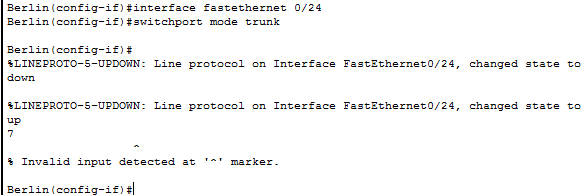 Berlin(config-if)#interface fastethernet 0/24
Berlin(config-if)#switchport mode trunk
Berlin(config-if)#
%LINEPROTO-5-UPDOWN: Line protocol on Interface FastEthernet0/24, changed state to
down
%LINEPROTO-5-UPDOWN: Line protocol on Interface FastEthernet0/24, changed state to
up
7
^
% Invalid input detected at '^' marker.
Berlin(config-if)#